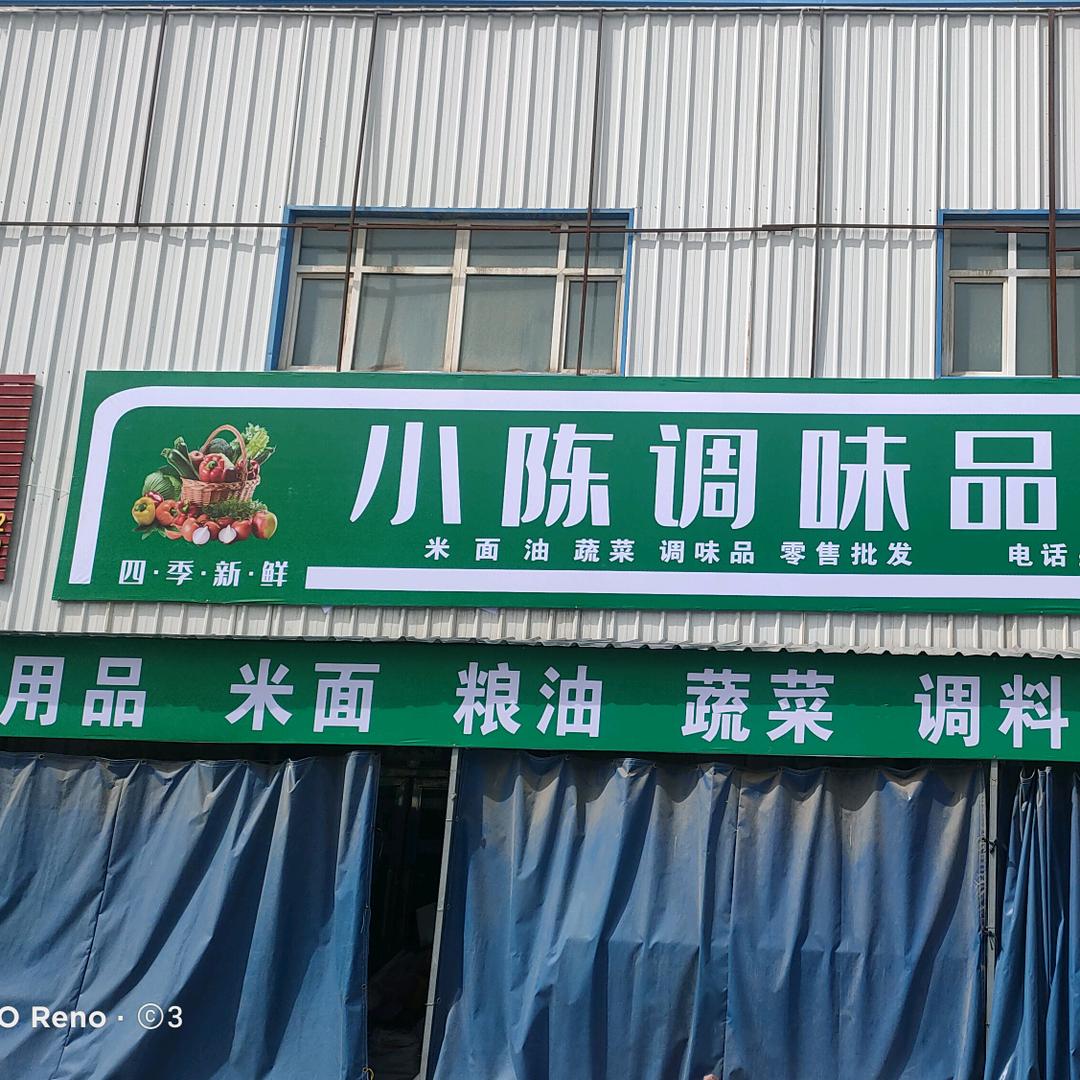 小陈调味品
米 面 油 蔬菜 调味品 零售批发 电话:
四·季·新·鲜
用品 米面 粮油 蔬菜 调料
O Reno · ©3